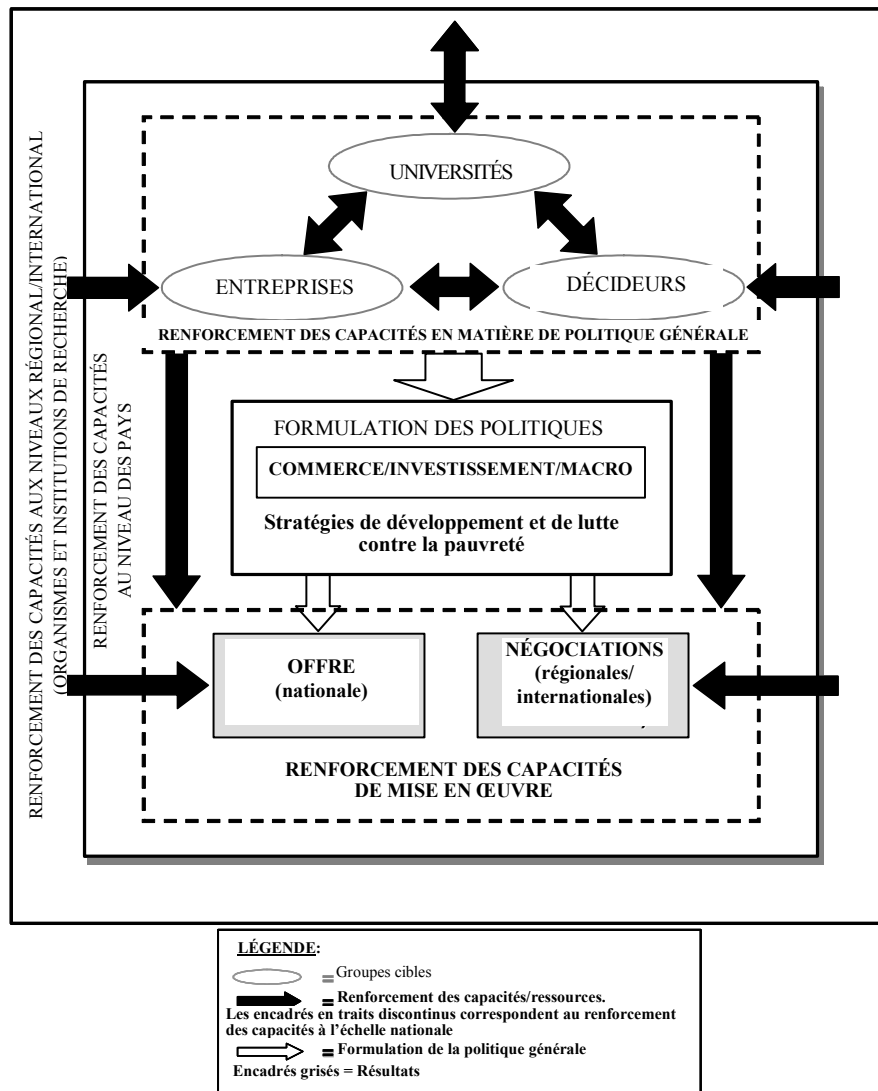 RENFORCEMENT DES CAPACITÉS AUX NIVEAUX RÉGIONAL/INTERNATIONAL
(ORGANISMES ET INSTITUTIONS DE RECHERCHE)
RENFORCEMENT DES CAPACITÉS
AU NIVEAU DES PAYS
UNIVERSITÉS
ENTREPRISES
DÉCIDEURS
RENFORCEMENT DES CAPACITÉS EN MATIÈRE DE POLITIQUE GÉNÉRALE
FORMULATION DES POLITIQUES
COMMERCE/INVESTISSEMENT/MACRO
Stratégies de développement et de lutte
contre la pauvreté
OFFRE
(nationale)
NÉGOCIATIONS
(régionales/
internationales)
RENFORCEMENT DES CAPACITÉS
DE MISE EN ŒUVRE
LÉGENDE:
= Groupes cibles
= Renforcement des capacités/ressources.
Les encadrés en traits discontinus correspondent au renforcement
des capacités à l'échelle nationale
= Formulation de la politique générale
Encadrés grisés = Résultats